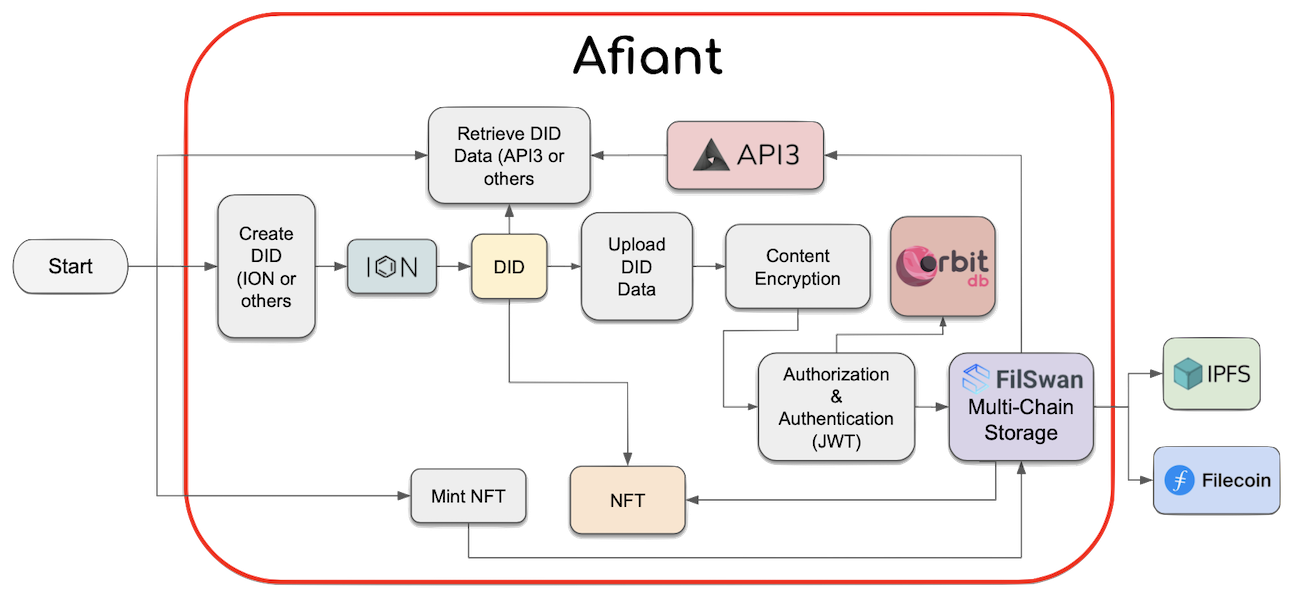 Afiant
Retrieve DID
Data (API3 or
others
API3
Start
Create
DID
(ION or
others
ION
DID
Upload
DID
Data
Content
Encryption
Orbit
db
Authorization
&
Authentication
(JWT)
FilSwan
Multi-Chain
Storage
IPFS
Filecoin
Mint NFT
NFT